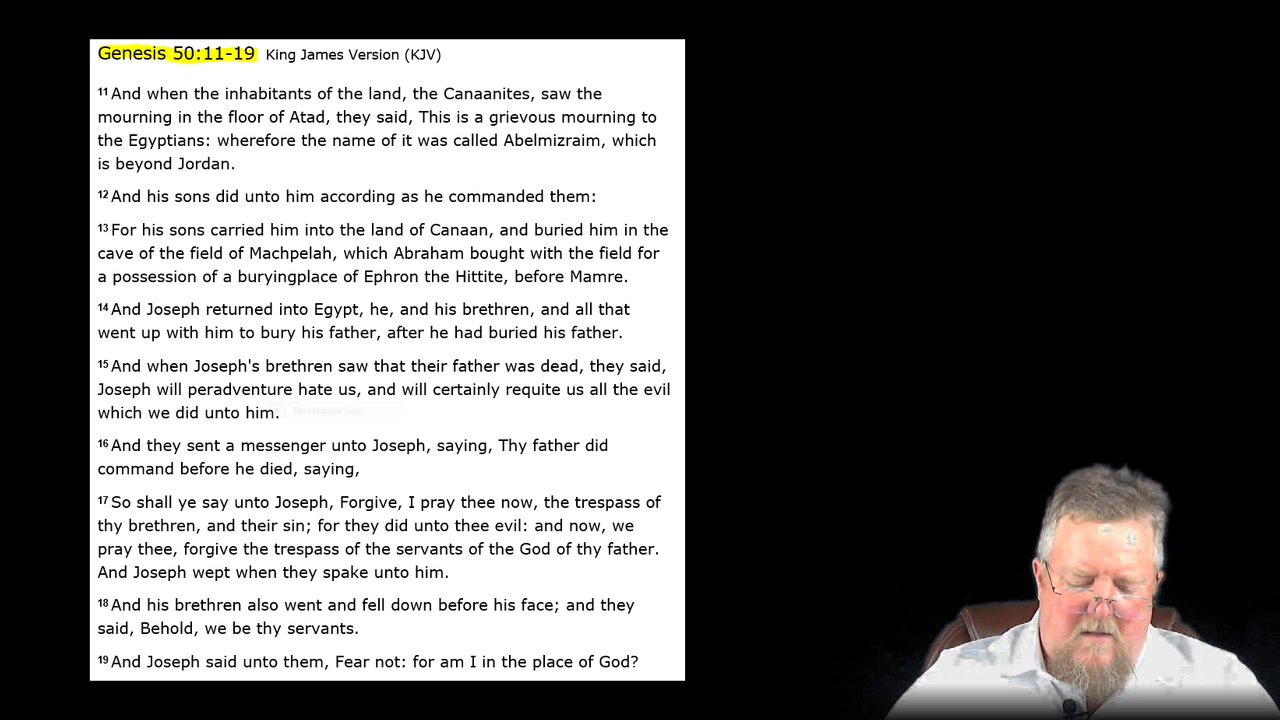 Genesis 50:11-19 King James Version (KJV)
11 And when the inhabitants of the land, the Canaanites, saw the
mourning in the floor of Atad, they said, This is a grievous mourning to
the Egyptians: wherefore the name of it was called Abelmizraim, which
is beyond Jordan.
12 And his sons did unto him according as he commanded them:
13 For his sons carried him into the land of Canaan, and buried him in the
cave of the field of Machpelah, which Abraham bought with the field for
a possession of a buryingplace of Ephron the Hittite, before Mamre.
14 And Joseph returned into Egypt, he, and his brethren, and all that
went up with him to bury his father, after he had buried his father.
15 And when Joseph's brethren saw that their father was dead, they said,
Joseph will peradventure hate us, and will certainly requite us all the evil
which we did unto him.
Rectangular Snip
16 And they sent a messenger unto Joseph, saying, Thy father did
command before he died, saying,
17 So shall ye say unto Joseph, Forgive, I pray thee now, the trespass of
thy brethren, and their sin; for they did unto thee evil: and now, we
pray thee, forgive the trespass of the servants of the God of thy father.
And Joseph wept when they spake unto him.
18 And his brethren also went and fell down before his face; and they
said, Behold, we be thy servants.
19 And Joseph said unto them, Fear not: for am I in the place of God?